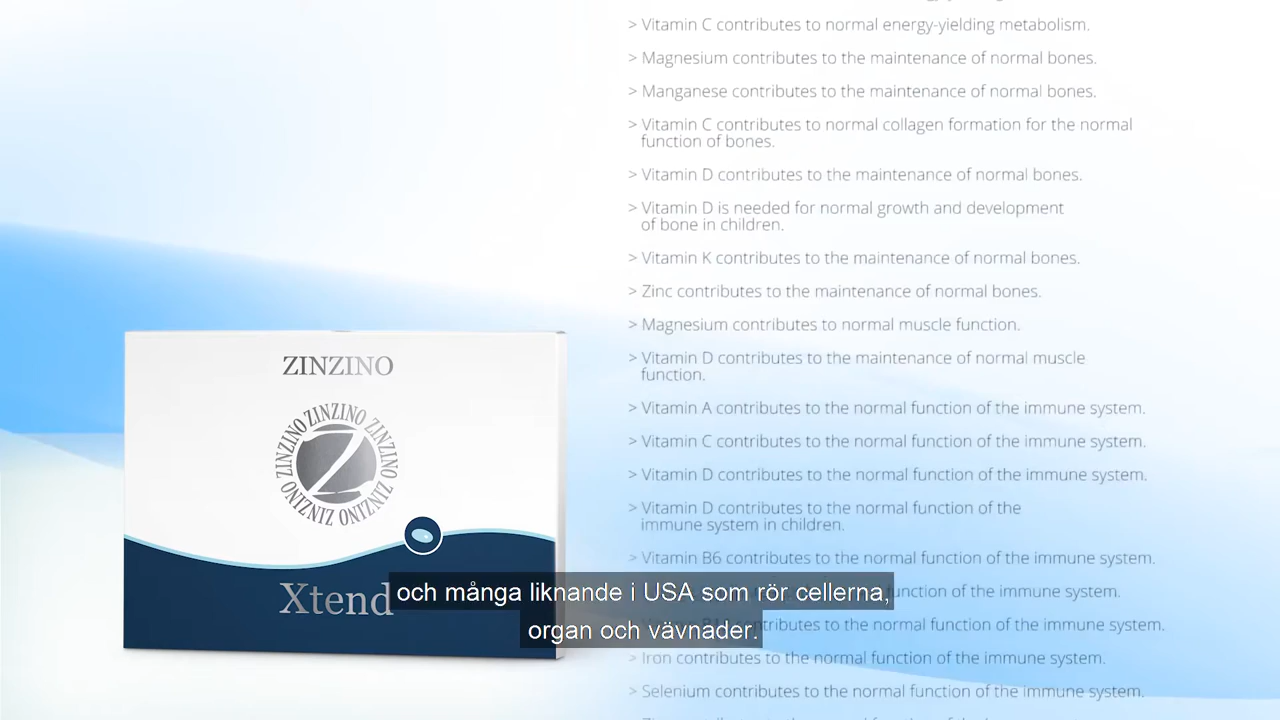 > Vitamin C contributes to normal energy-yielding metabolism.
> Magnesium contributes to the maintenance of normal bones.
> Manganese contributes to the maintenance of normal bones.
> Vitamin C contributes to normal collagen formation for the normal
function of bones.
> Vitamin D contributes to the maintenance of normal bones.
> Vitamin D is needed for normal growth and development
of bone in children.
> Vitamin K contributes to the maintenance of normal bones.
> Zinc contributes to the maintenance of normal bones.
> Magnesium contributes to normal muscle function.
> Vitamin D contributes to the maintenance of normal muscle
function.
> Vitamin A contributes to the normal function of the immune system.
> Vitamin C contributes to the normal function of the immune system.
> Vitamin D contributes to the normal function of the immune system.
> Vitamin D contributes to the normal function of the
immune system in children.
> Vitamin B6 contributes to the normal function of the immune system.
function of the immune system.
contributes to the normal function of the immune system.
> Iron contributes to the normal function of the immune system.
> Selenium contributes to the normal function of the immune system.
ZINZINO
ZINZINO ZINZINO ZINZINO ZINZINO ZINZINO
Z
Xtend
och många liknande i USA som rör cellerna,
organ och vävnader.